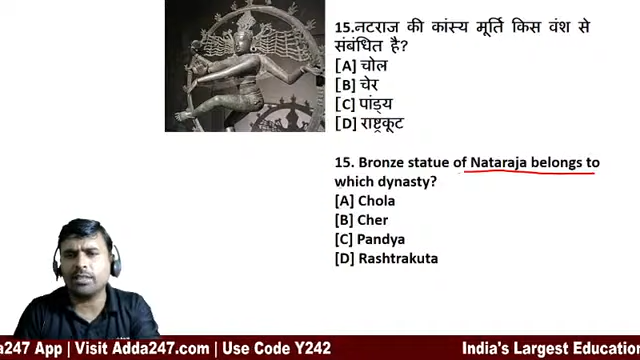 15.नटराज की कांस्य मूर्ति किस वंश से
संबंधित है?
[A] चोल
[B] चेर
[C] पांड्य
[D] राष्ट्रकूट
15. Bronze statue of Nataraja belongs to
which dynasty?
[A] Chola
[B] Cher
[C] Pandya
[D] Rashtrakuta
a247 App | Visit Adda247.com | Use Code Y242
India's Largest Education